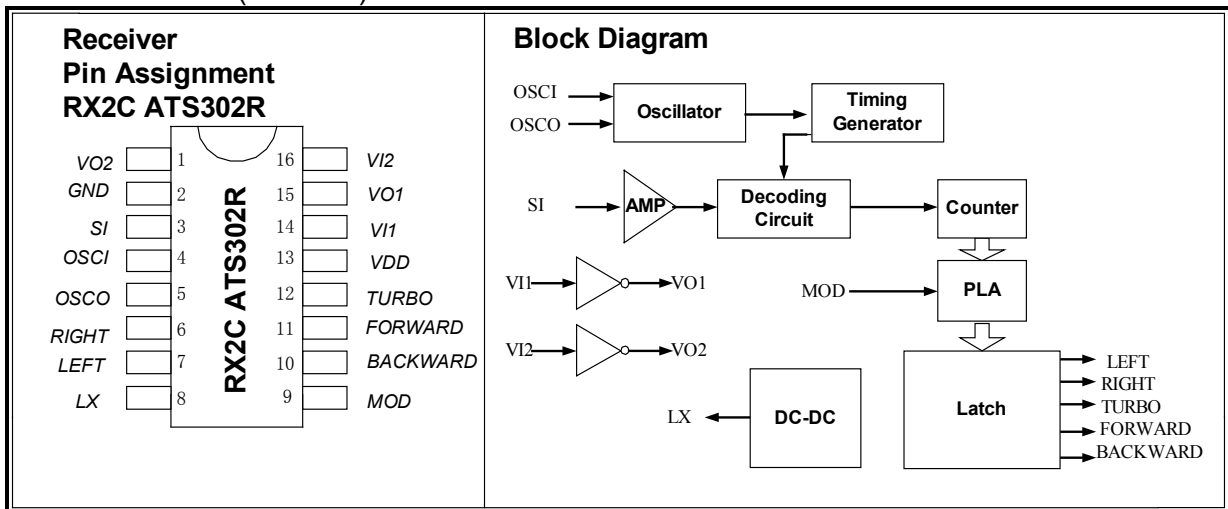 Receiver
Pin Assignment
RX2C ATS302R
VO2 1 16 VI2
GND 2 15 VO1
SI 3 14 VI1
OSCI 4 13 VDD
OSCO 5 12 TURBO
RIGHT 6 11 FORWARD
LEFT 7 10 BACKWARD
LX 8 9 MOD
RX2C ATS302R
Block Diagram
OSCI
OSCO
Oscillator
Timing
Generator
SI
AMP
Decoding
Circuit
Counter
VI1
VO1
MOD
PLA
VI2
VO2
LX
DC-DC
Latch
LEFT
RIGHT
TURBO
FORWARD
BACKWARD